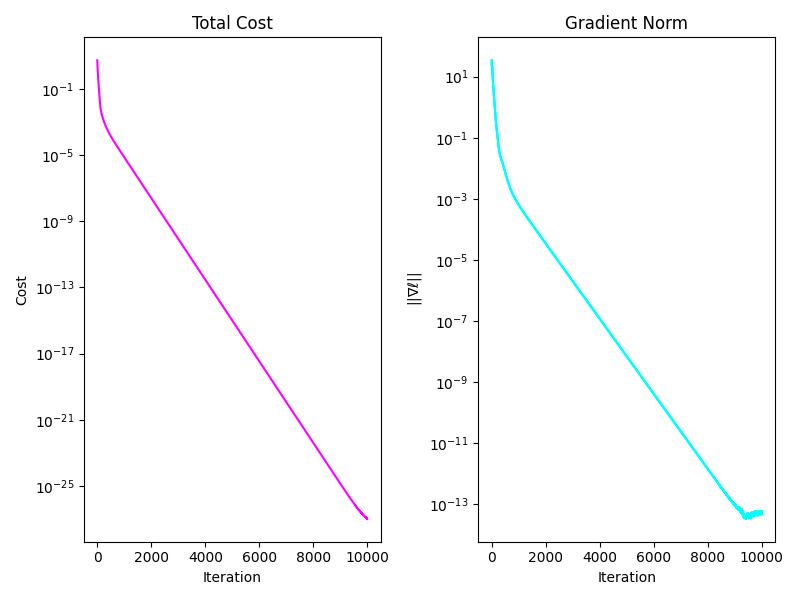 Total Cost
10⁻¹
10⁻⁵
10⁻⁹
10⁻¹³
10⁻¹⁷
10⁻²¹
10⁻²⁵
Cost
0 2000 4000 6000 8000 10000
Iteration
Gradient Norm
10¹
10⁻¹
10⁻³
10⁻⁵
10⁻⁷
10⁻⁹
10⁻¹¹
10⁻¹³
||∇ℓ||
0 2000 4000 6000 8000 10000
Iteration